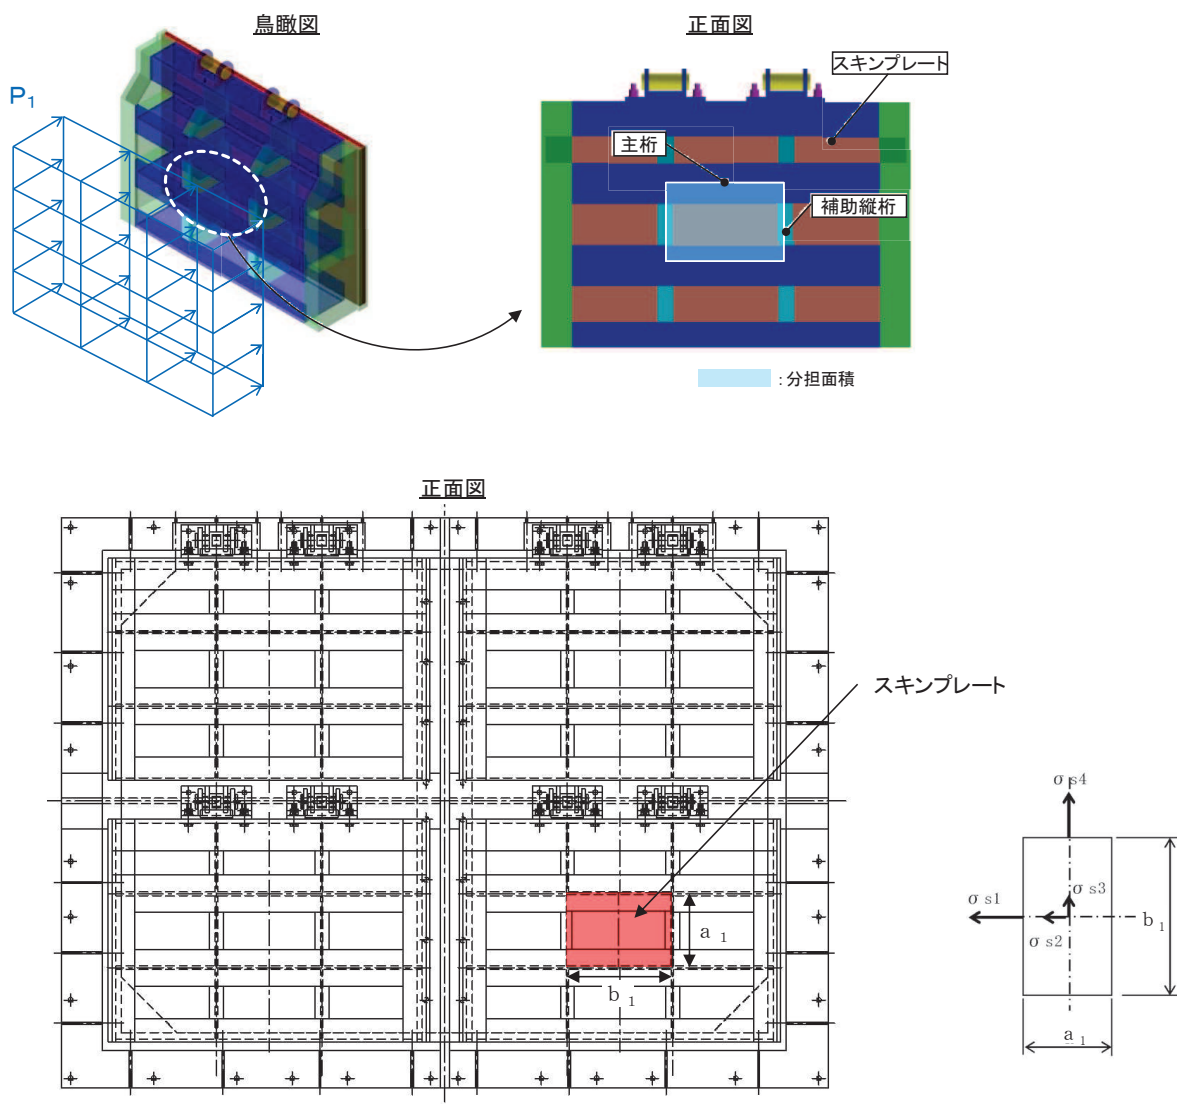 鳥瞰図
正面図
P1
スキンプレート
主桁
補助縦桁
:分担面積
正面図
スキンプレート
a 1
b 1
σ s4
σ s3
σ s1
σ s2
b 1
a 1